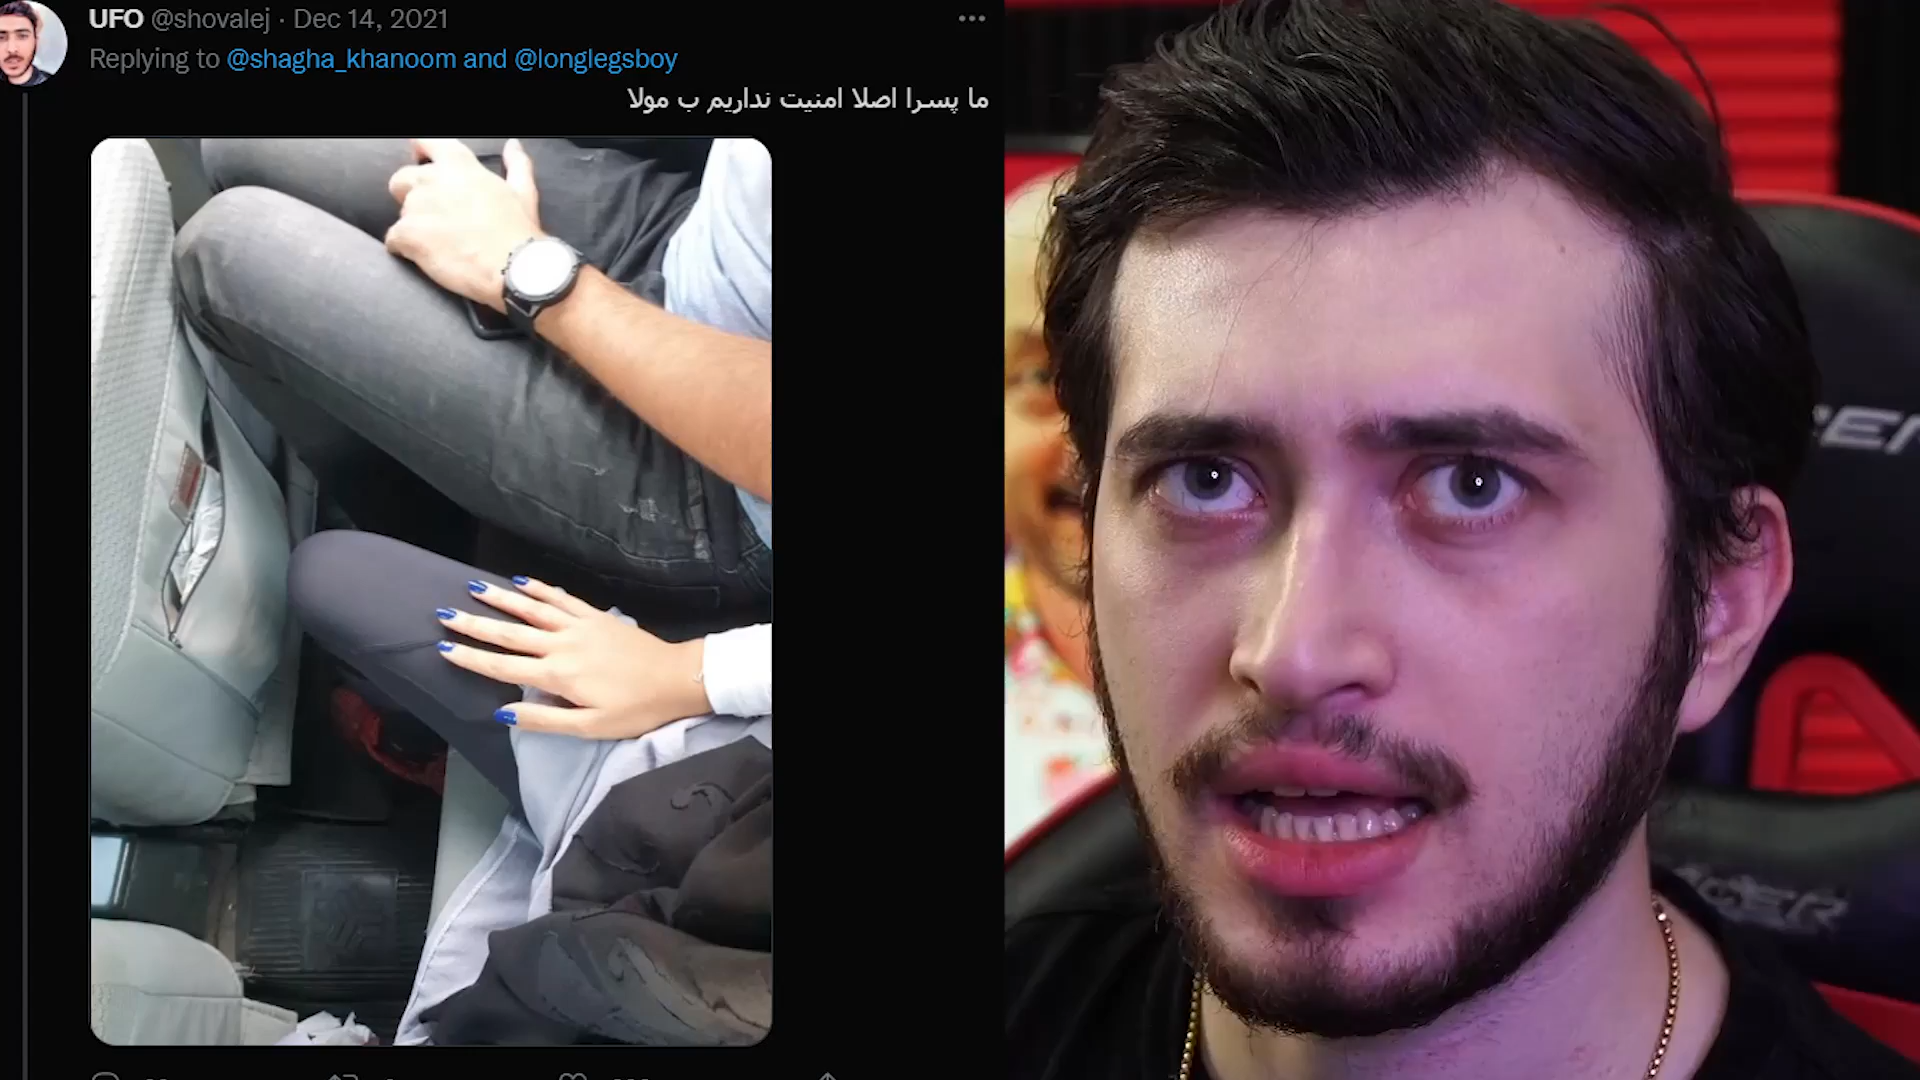 UFO @shovalej · Dec 14, 2021
Replying to @shagha_khanoom and @longlegsboy
ما پسرا اصلا امنیت نداریم ب مولا